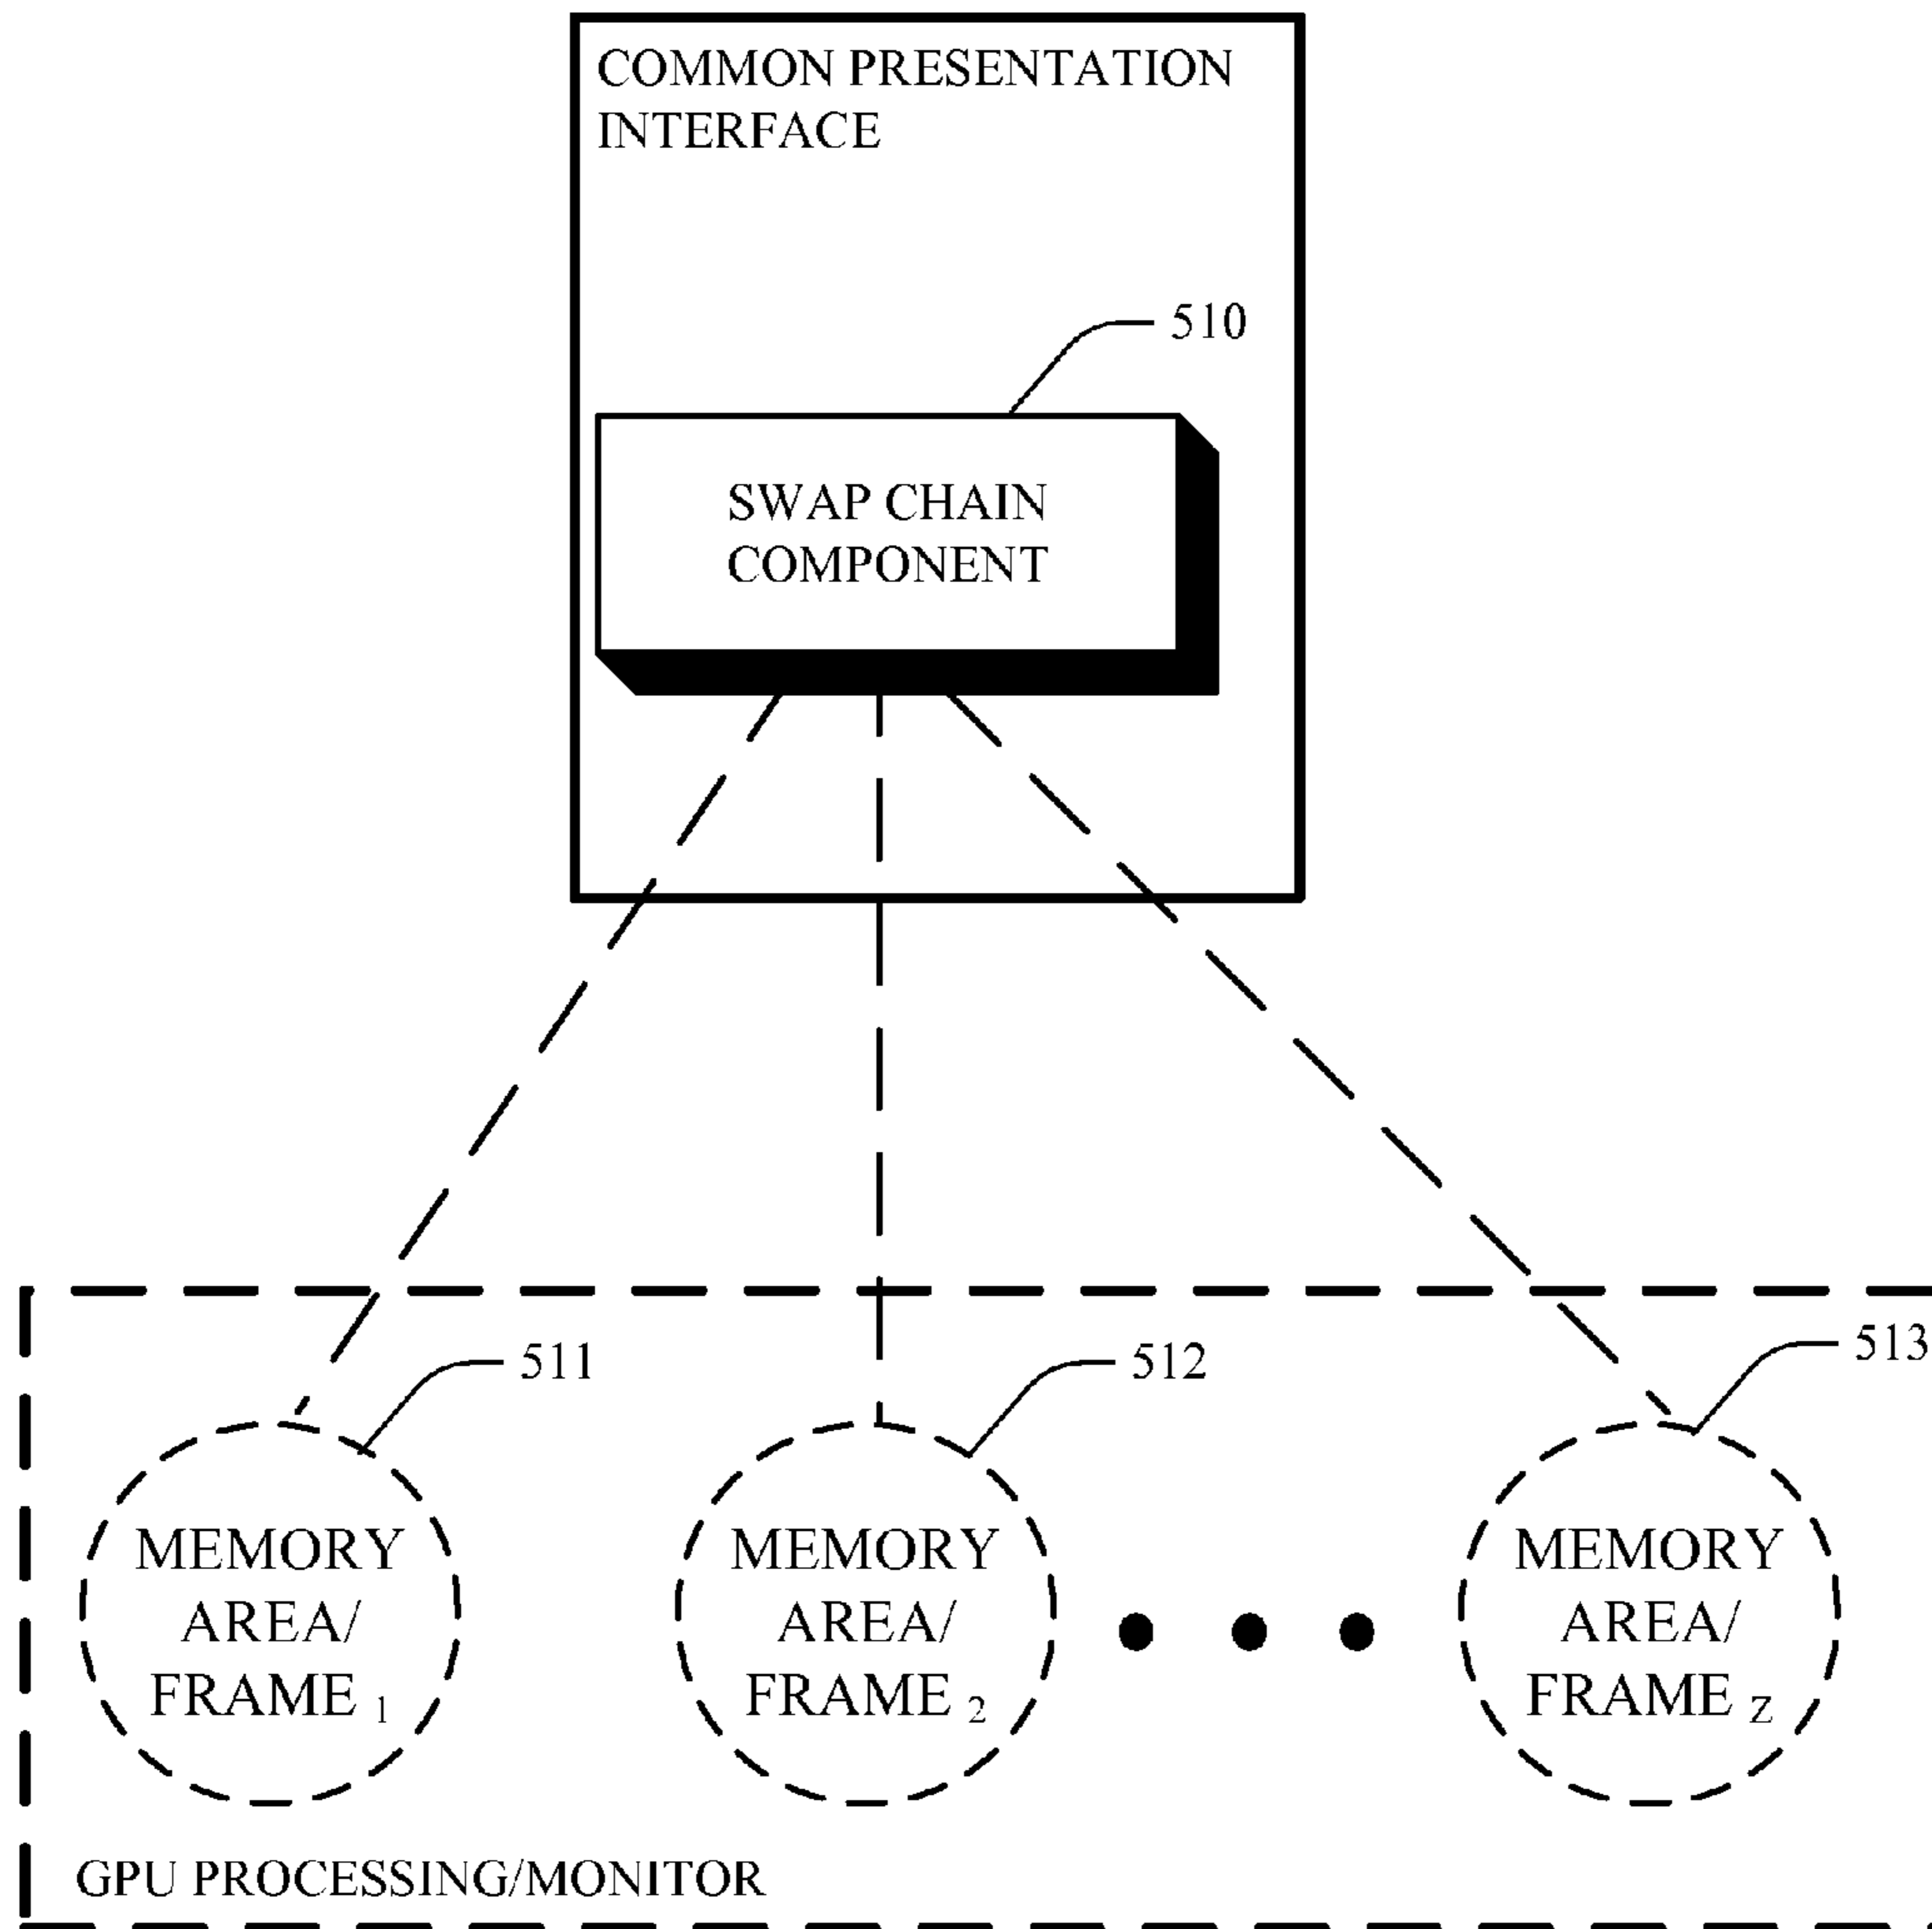 COMMON PRESENTATION
INTERFACE
510
SWAP CHAIN
COMPONENT
511
512
513
MEMORY
AREA/
FRAME 1
MEMORY
AREA/
FRAME 2
MEMORY
AREA/
FRAME Z
GPU PROCESSING/MONITOR